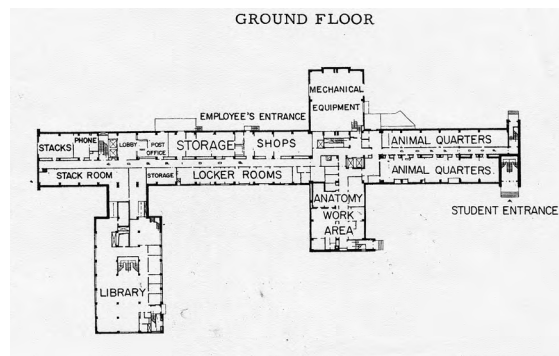 GROUND FLOOR
MECHANICAL
EQUIPMENT
EMPLOYEE'S ENTRANCE
STACKS
PHONE
LOBBY
POST
OFFICE
STORAGE
SHOPS
ANIMAL QUARTERS
STACK ROOM
STORAGE
LOCKER ROOMS
ANIMAL QUARTERS
ANATOMY
WORK
AREA
STUDENT ENTRANCE
LIBRARY